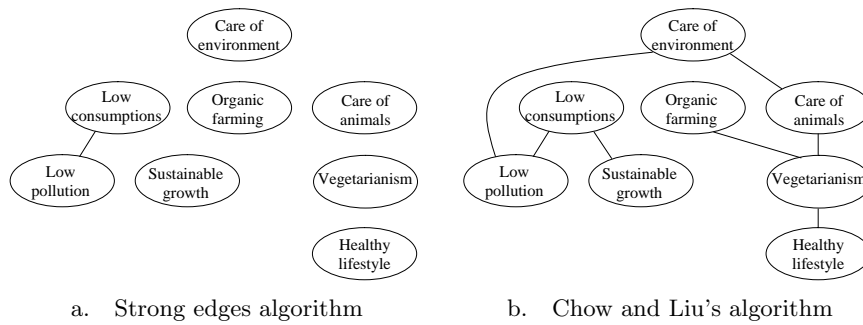 Care of
environment
Low
consumptions
Organic
farming
Care of
animals
Low
pollution
Sustainable
growth
Vegetarianism
Healthy
lifestyle
a. Strong edges algorithm
Care of
environment
Low
consumptions
Organic
farming
Care of
animals
Low
pollution
Sustainable
growth
Vegetarianism
Healthy
lifestyle
b. Chow and Liu's algorithm